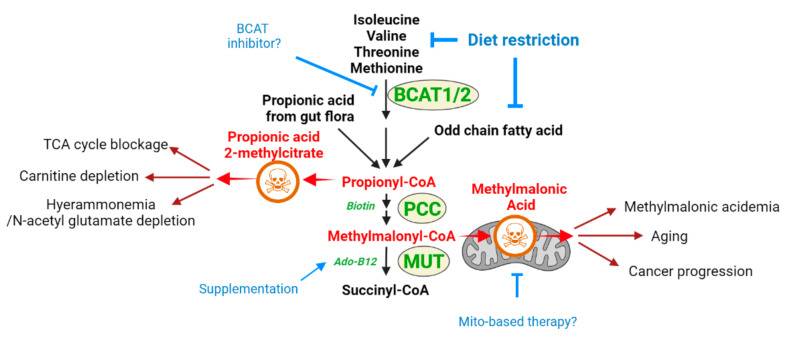 Isoleucine
Valine
Threonine
Methionine
BCAT
inhibitor?
Diet restriction
BCAT1/2
Propionic acid
from gut flora
Odd chain fatty acid
Propionic acid
2-methylcitrate
TCA cycle blockage
Carnitine depletion
Hyerammonemia
/N-acetyl glutamate depletion
Propionyl-CoA
Biotin
PCC
Methylmalonyl-CoA
Ado-B12
MUT
Supplementation
Succinyl-CoA
Methylmalonic
Acid
Methylmalonic acidemia
Aging
Cancer progression
Mito-based therapy?